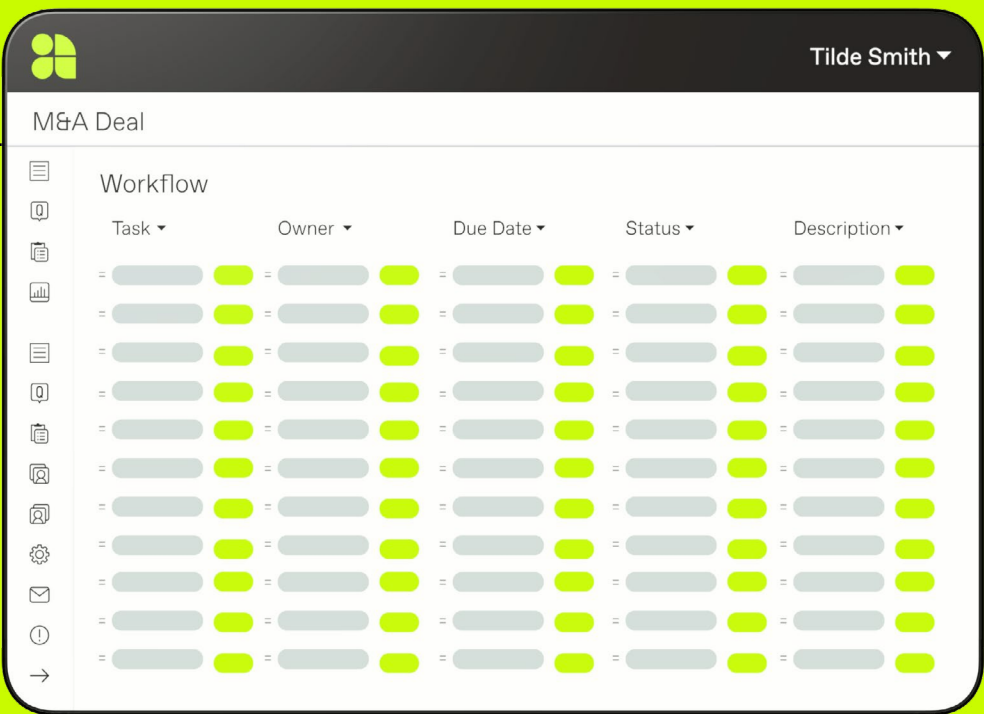 Tilde Smith
M&A Deal
Workflow
Task Owner Due Date Status Description